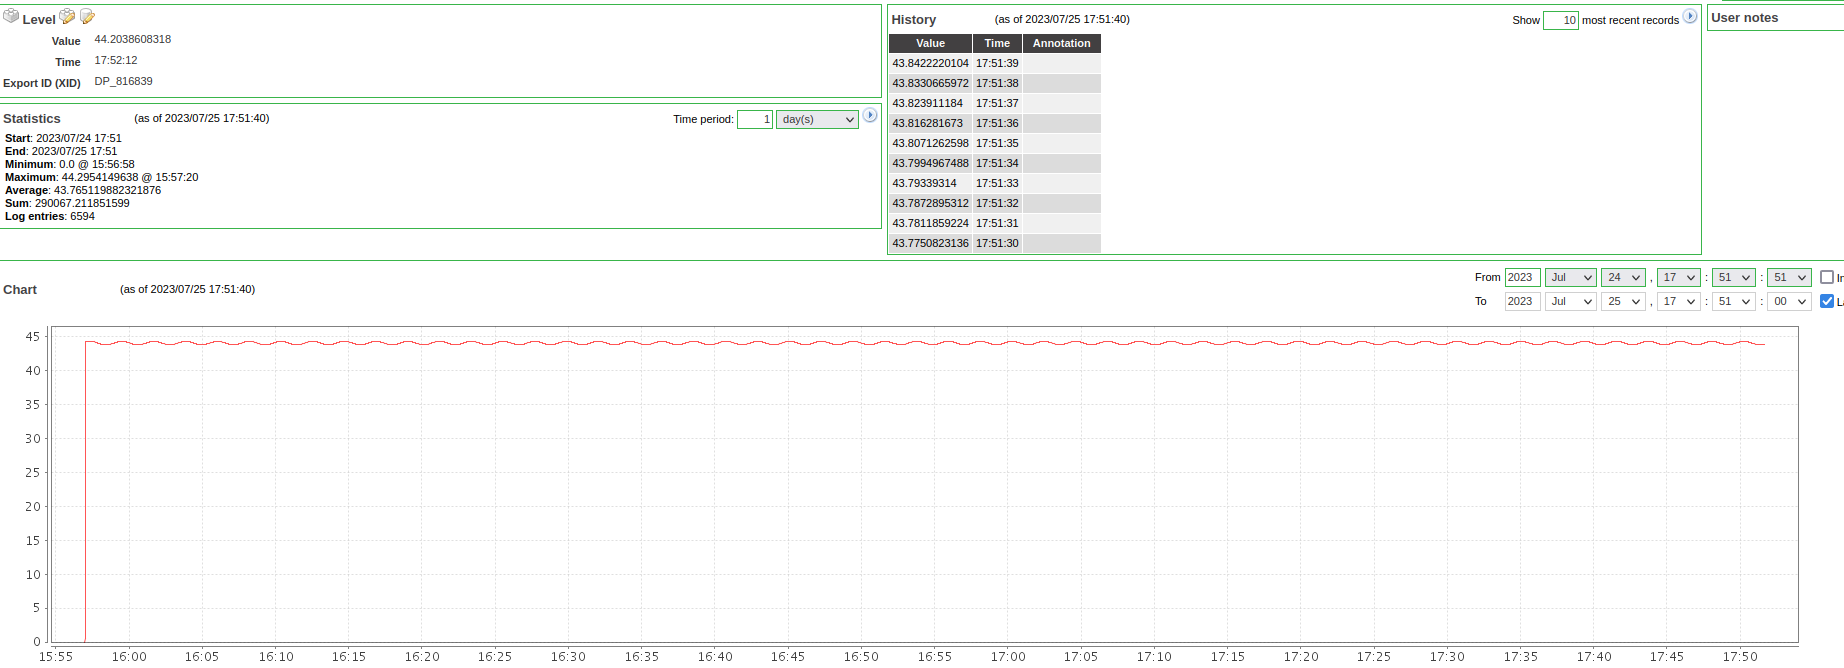 Level
Value 44.2038608318
Time 17:52:12
Export ID (XID) DP_816839
Statistics (as of 2023/07/25 17:51:40) Time period: 1 day(s)
Start: 2023/07/24 17:51
End: 2023/07/25 17:51
Minimum: 0.0 @ 15:56:58
Maximum: 44.2954149638 @ 15:57:20
Average: 43.765119882321876
Sum: 290067.211851599
Log entries: 6594
History (as of 2023/07/25 17:51:40) Show 10 most recent records
Value Time Annotation
43.8422220104 17:51:39
43.8330665972 17:51:38
43.823911184 17:51:37
43.816281673 17:51:36
43.8071262598 17:51:35
43.7994967488 17:51:34
43.79339314 17:51:33
43.7872895312 17:51:32
43.7811859224 17:51:31
43.7750823136 17:51:30
User notes
Chart (as of 2023/07/25 17:51:40)
From 2023 Jul 24 , 17 : 51 : 51
To 2023 Jul 25 , 17 : 51 : 00
45
40
35
30
25
20
15
10
5
0
15:55 16:00 16:05 16:10 16:15 16:20 16:25 16:30 16:35 16:40 16:45 16:50 16:55 17:00 17:05 17:10 17:15 17:20 17:25 17:30 17:35 17:40 17:45 17:50